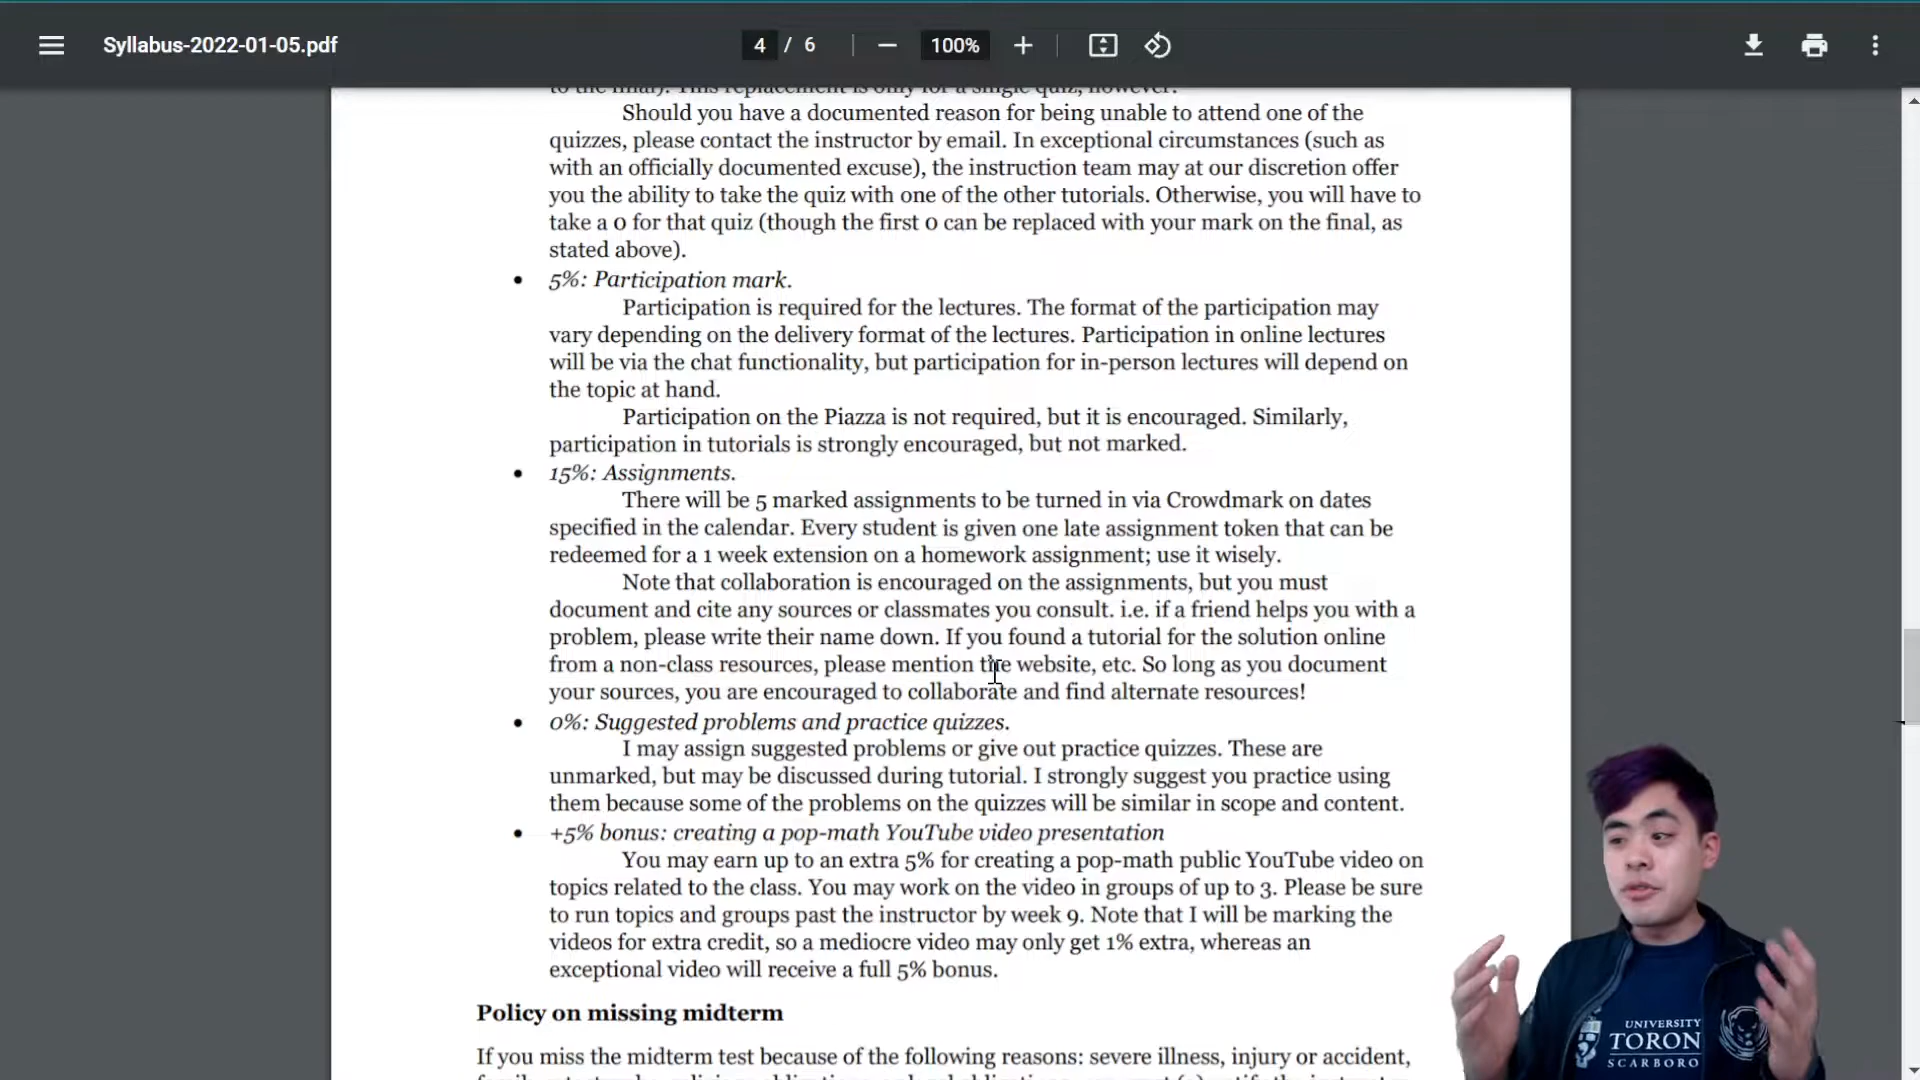 Syllabus-2022-01-05.pdf
4 / 6
100%
to the final). This replacement is only for a single quiz, however.
Should you have a documented reason for being unable to attend one of the
quizzes, please contact the instructor by email. In exceptional circumstances (such as
with an officially documented excuse), the instruction team may at our discretion offer
you the ability to take the quiz with one of the other tutorials. Otherwise, you will have to
take a 0 for that quiz (though the first 0 can be replaced with your mark on the final, as
stated above).
• 5%: Participation mark.
Participation is required for the lectures. The format of the participation may
vary depending on the delivery format of the lectures. Participation in online lectures
will be via the chat functionality, but participation for in-person lectures will depend on
the topic at hand.
Participation on the Piazza is not required, but it is encouraged. Similarly,
participation in tutorials is strongly encouraged, but not marked.
• 15%: Assignments.
There will be 5 marked assignments to be turned in via Crowdmark on dates
specified in the calendar. Every student is given one late assignment token that can be
redeemed for a 1 week extension on a homework assignment; use it wisely.
Note that collaboration is encouraged on the assignments, but you must
document and cite any sources or classmates you consult. i.e. if a friend helps you with a
problem, please write their name down. If you found a tutorial for the solution online
from a non-class resources, please mention the website, etc. So long as you document
your sources, you are encouraged to collaborate and find alternate resources!
• 0%: Suggested problems and practice quizzes.
I may assign suggested problems or give out practice quizzes. These are
unmarked, but may be discussed during tutorial. I strongly suggest you practice using
them because some of the problems on the quizzes will be similar in scope and content.
• +5% bonus: creating a pop-math YouTube video presentation
You may earn up to an extra 5% for creating a pop-math public YouTube video on
topics related to the class. You may work on the video in groups of up to 3. Please be sure
to run topics and groups past the instructor by week 9. Note that I will be marking the
videos for extra credit, so a mediocre video may only get 1% extra, whereas an
exceptional video will receive a full 5% bonus.
Policy on missing midterm
If you miss the midterm test because of the following reasons: severe illness, injury or accident,
UNIVERSITY
TORON
SCARBORO